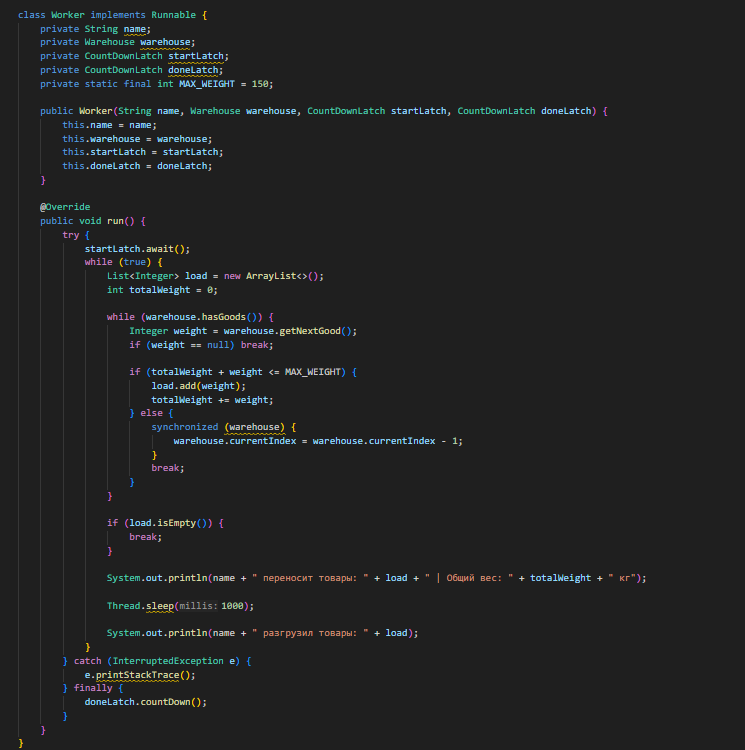 class Worker implements Runnable {
private String name;
private Warehouse warehouse;
private CountDownLatch startLatch;
private CountDownLatch doneLatch;
private static final int MAX_WEIGHT = 150;
public Worker(String name, Warehouse warehouse, CountDownLatch startLatch, CountDownLatch doneLatch) {
this.name = name;
this.warehouse = warehouse;
this.startLatch = startLatch;
this.doneLatch = doneLatch;
}
@Override
public void run() {
try {
startLatch.await();
while (true) {
List<Integer> load = new ArrayList<>();
int totalWeight = 0;
while (warehouse.hasGoods()) {
Integer weight = warehouse.getNextGood();
if (weight == null) break;
if (totalWeight + weight <= MAX_WEIGHT) {
load.add(weight);
totalWeight += weight;
} else {
synchronized (warehouse) {
warehouse.currentIndex = warehouse.currentIndex - 1;
}
break;
}
}
if (load.isEmpty()) {
break;
}
System.out.println(name + " переносит товары: " + load + " | Общий вес: " + totalWeight + " кг");
Thread.sleep(millis: 1000);
System.out.println(name + " разгрузил товары: " + load);
}
} catch (InterruptedException e) {
e.printStackTrace();
} finally {
doneLatch.countDown();
}
}
}